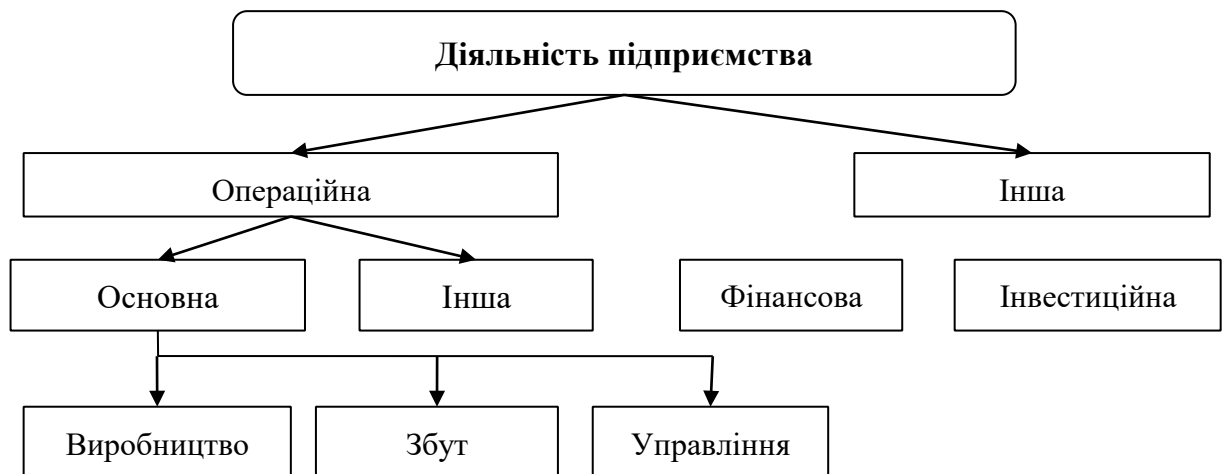 Діяльність підприємства
Операційна
Інша
Основна
Інша
Фінансова
Інвестиційна
Виробництво
Збут
Управління